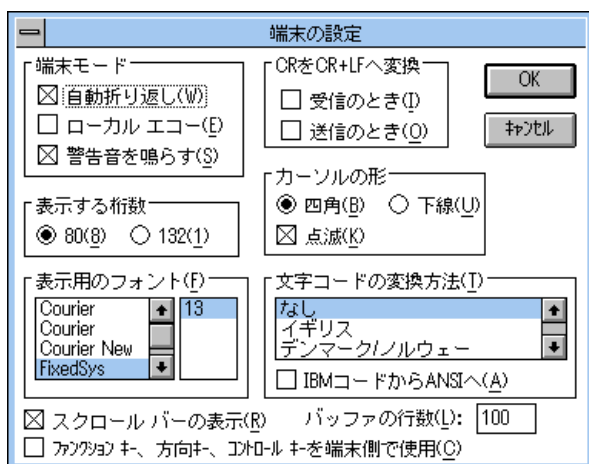 端末の設定
端末モード
自動折り返し(W)
ローカル エコー(E)
警告音を鳴らす(S)
CRをCR+LFへ変換
受信のとき(I)
送信のとき(O)
OK
ｷｬﾝｾﾙ
表示する桁数
80(8) 132(1)
カーソルの形
四角(B) 下線(U)
点滅(K)
表示用のフォント(F)
Courier
Courier
Courier New
FixedSys
13
文字コードの変換方法(T)
なし
イギリス
デンマーク/ノルウェー
IBMコードからANSIへ(A)
スクロール バーの表示(R) バッファの行数(L): 100
ﾌｧﾝｸｼｮﾝ ｷｰ、方向ｷｰ、ｺﾝﾄﾛｰﾙ ｷｰを端末側で使用(C)